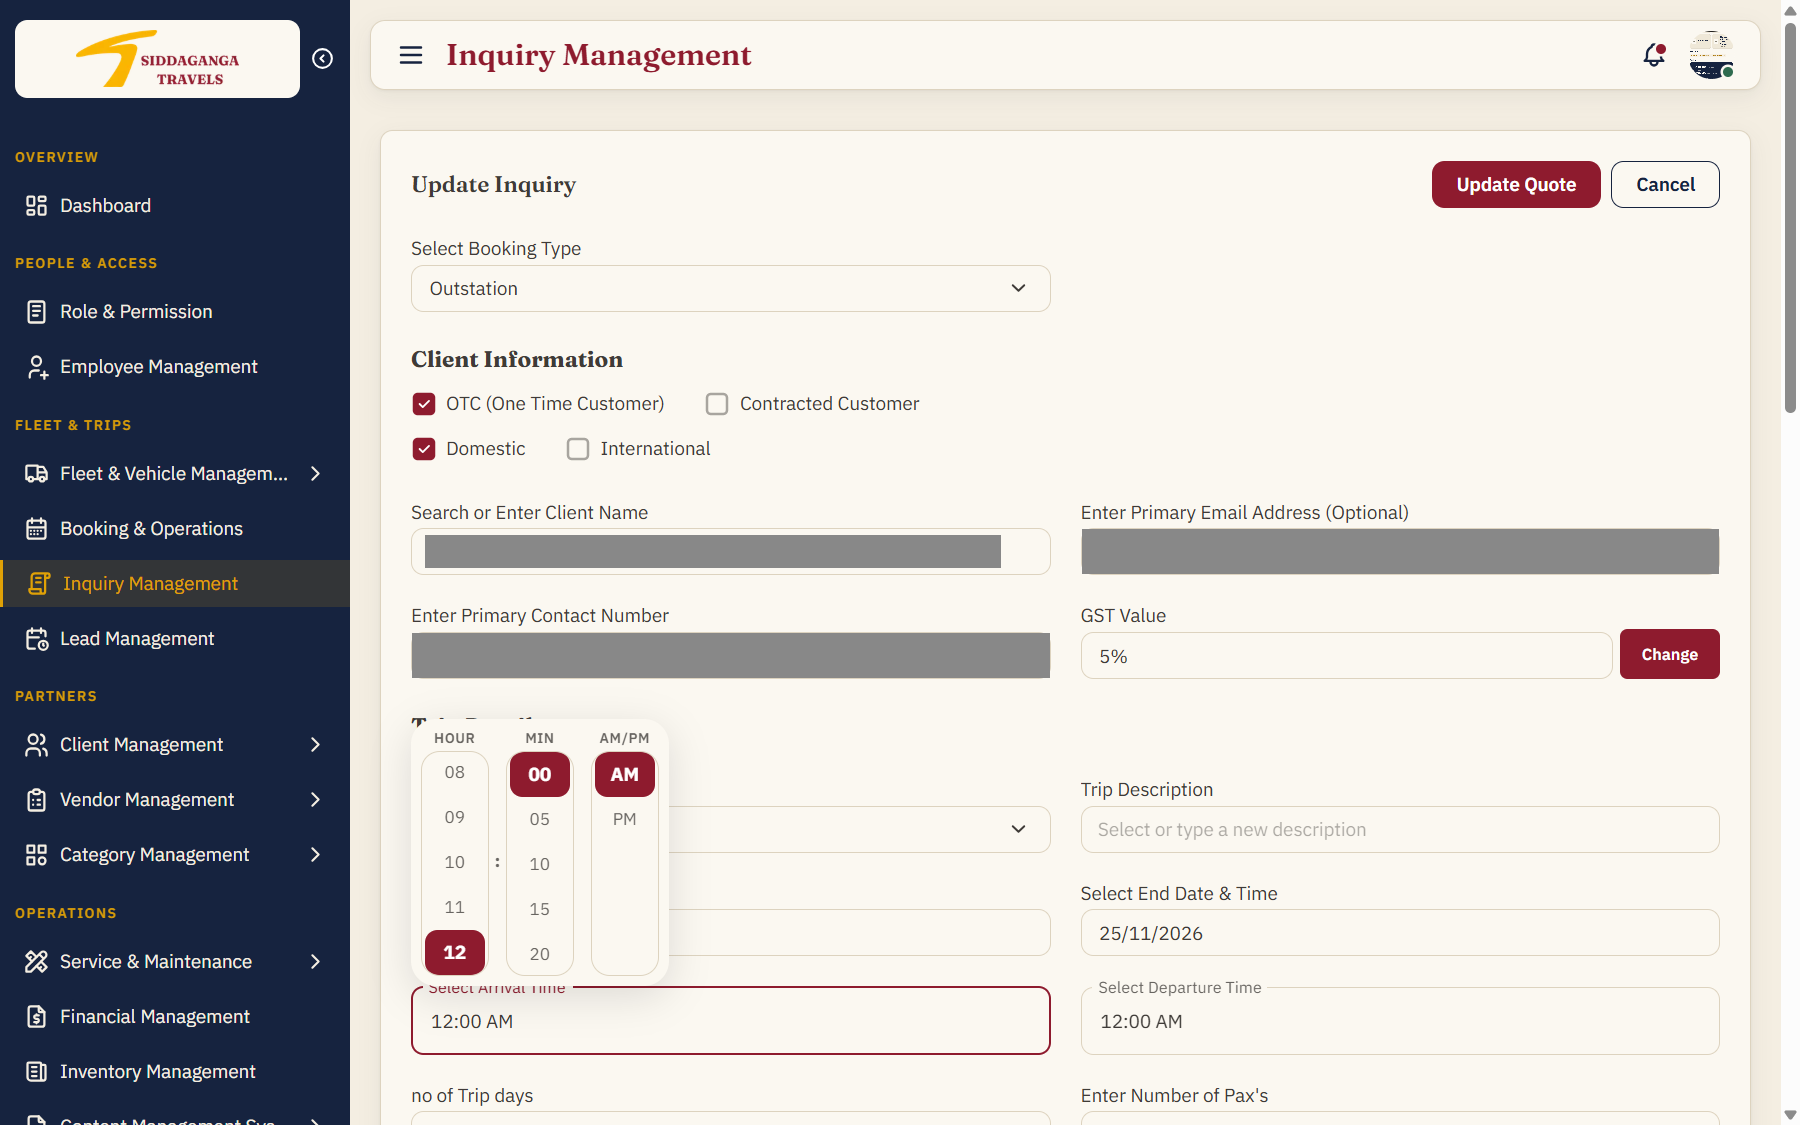 SIDDAGANGA
TRAVELS
OVERVIEW
Dashboard
PEOPLE & ACCESS
Role & Permission
Employee Management
FLEET & TRIPS
Fleet & Vehicle Managem...
Booking & Operations
Inquiry Management
Lead Management
PARTNERS
Client Management
Vendor Management
Category Management
OPERATIONS
Service & Maintenance
Financial Management
Inventory Management
Inquiry Management
Update Inquiry
Update Quote
Cancel
Select Booking Type
Outstation
Client Information
OTC (One Time Customer)
Contracted Customer
Domestic
International
Search or Enter Client Name
Enter Primary Email Address (Optional)
Enter Primary Contact Number
GST Value
5%
Change
HOUR
MIN
AM/PM
08
09
10
11
12
:
00
05
10
15
20
AM
PM
Trip Description
Select or type a new description
Select End Date & Time
25/11/2026
Select Arrival Time
12:00 AM
Select Departure Time
12:00 AM
no of Trip days
Enter Number of Pax's